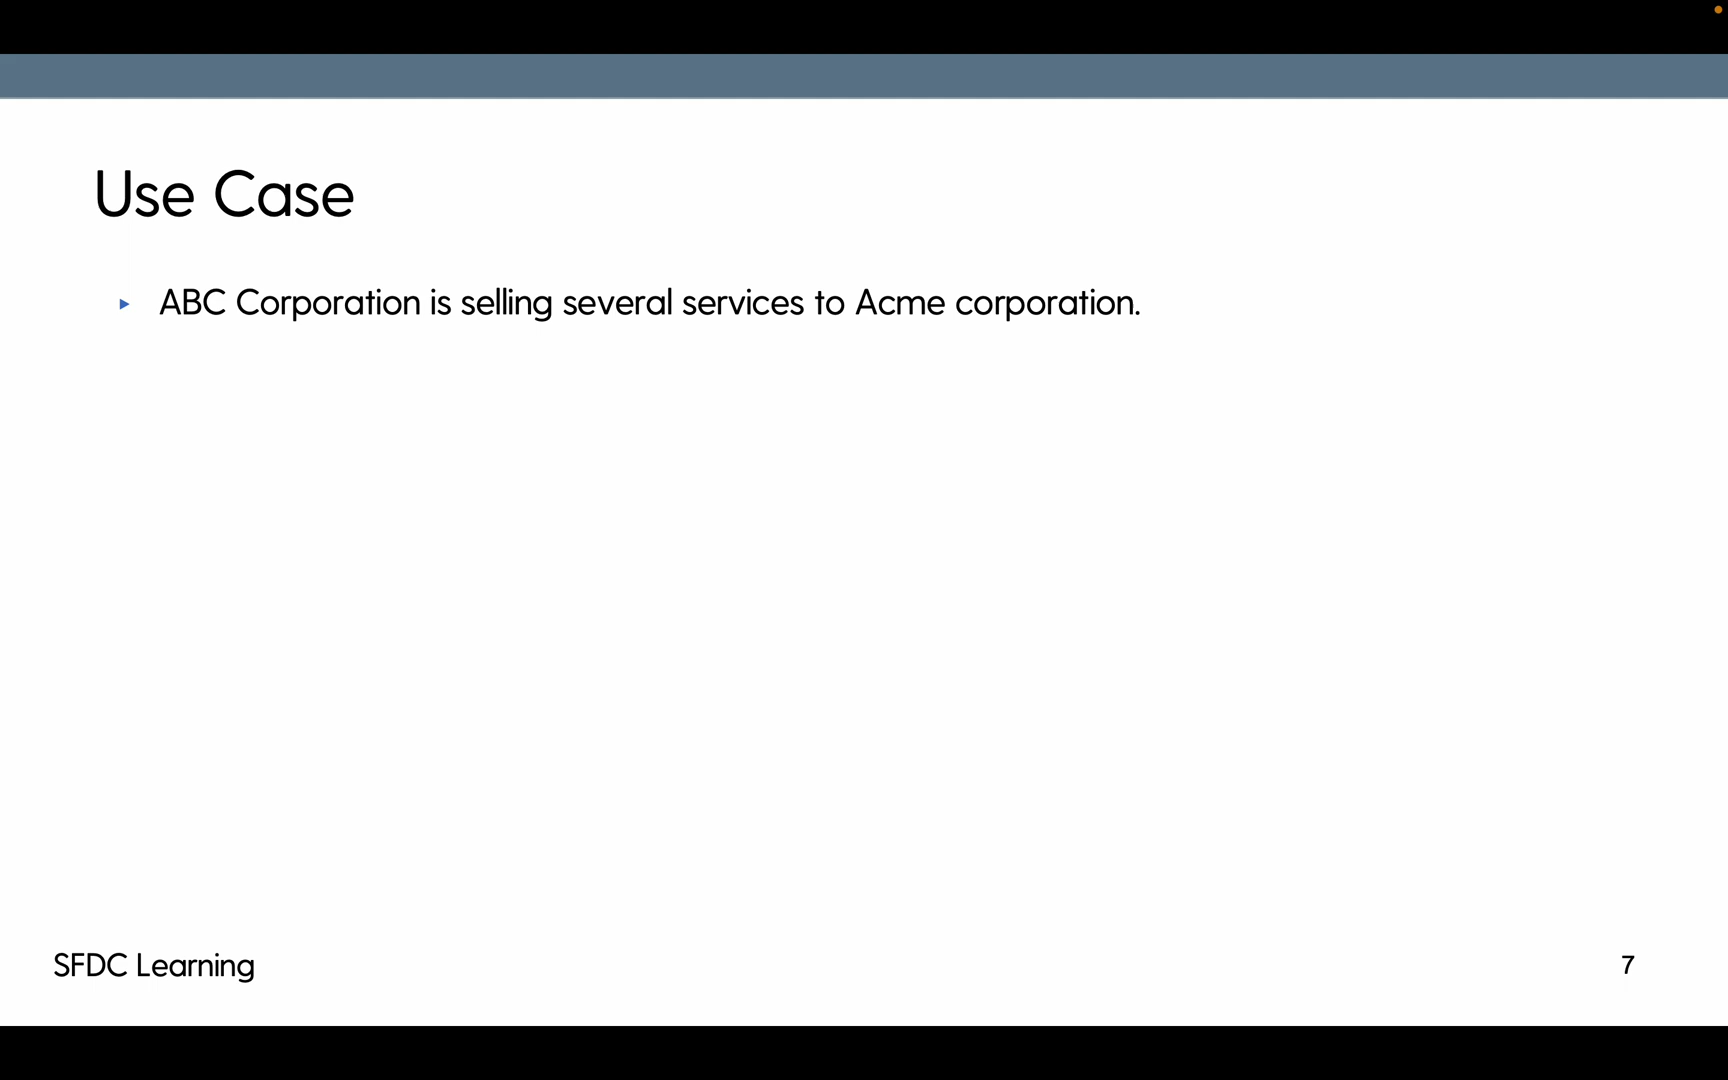 Use Case
ABC Corporation is selling several services to Acme corporation.
SFDC Learning
7